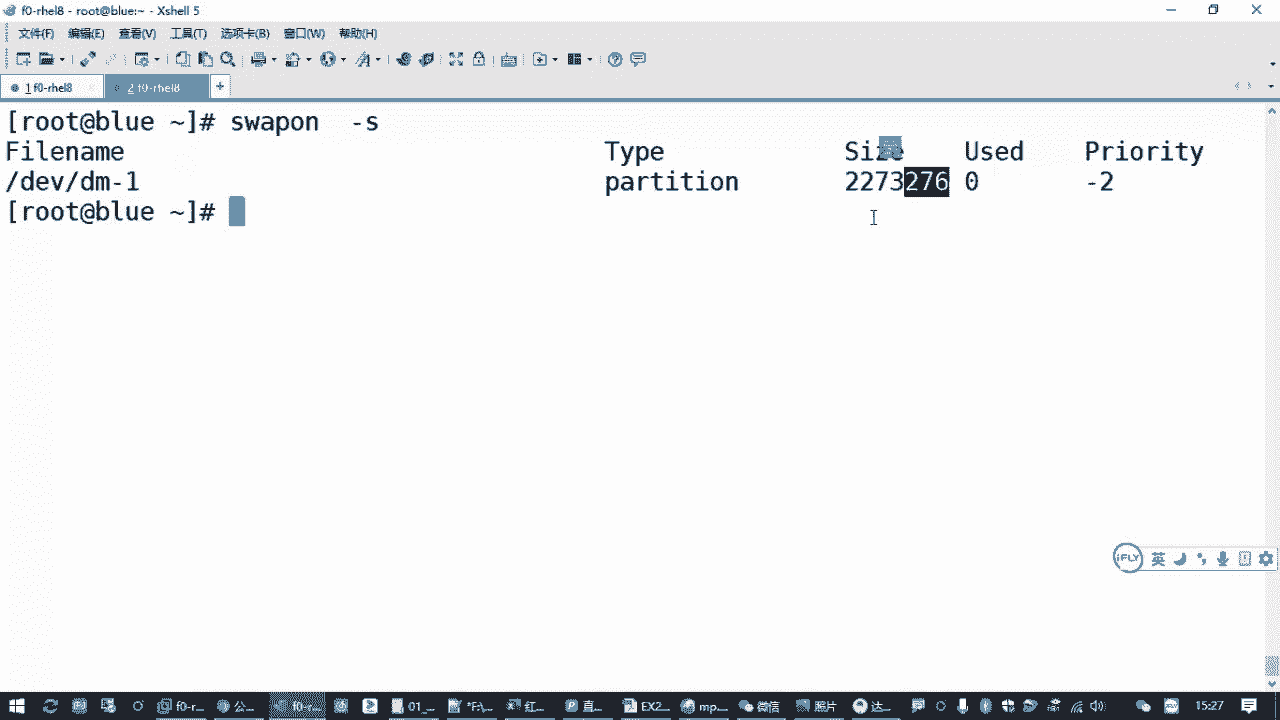 f0-rhel8 - root@blue:~ - Xshell 5
文件(F) 编辑(E) 查看(V) 工具(T) 选项卡(B) 窗口(W) 帮助(H)
1 f0-rhel8 2 f0-rhel8 +
[root@blue ~]# swapon -s
Filename Type Size Used Priority
/dev/dm-1 partition 2273276 0 -2
[root@blue ~]#
iFLY 英
f0-r... 公... f0-... 01_... *FA... 红... 直... EX2... mp... 微信 图片 达... 15:27